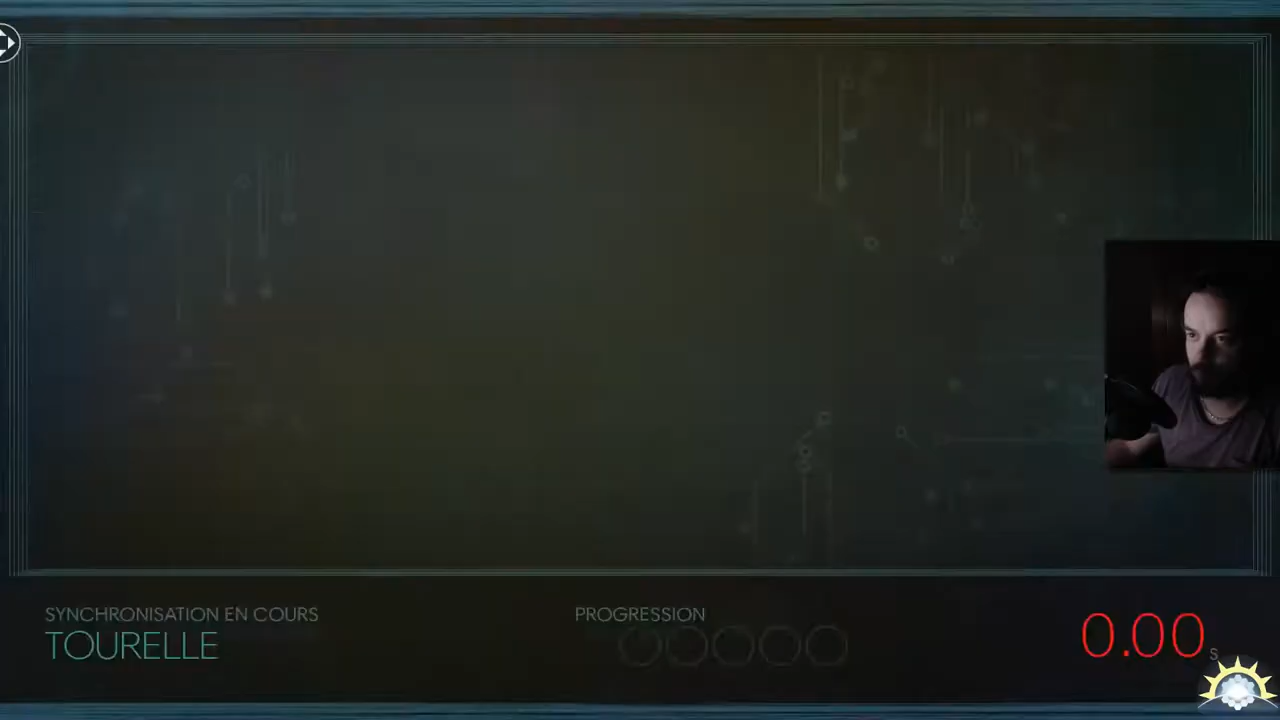 SYNCHRONISATION EN COURS
TOURELLE
PROGRESSION
0.00 s